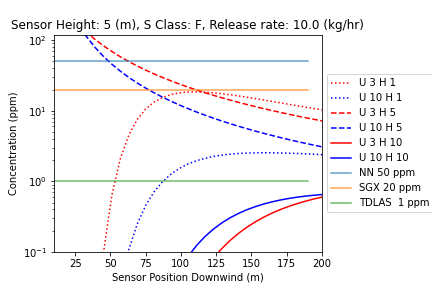 Sensor Height: 5 (m), S Class: F, Release rate: 10.0 (kg/hr)
10²
10¹
10⁰
10⁻¹
Concentration (ppm)
25 50 75 100 125 150 175 200
Sensor Position Downwind (m)
U 3 H 1
U 10 H 1
U 3 H 5
U 10 H 5
U 3 H 10
U 10 H 10
NN 50 ppm
SGX 20 ppm
TDLAS 1 ppm